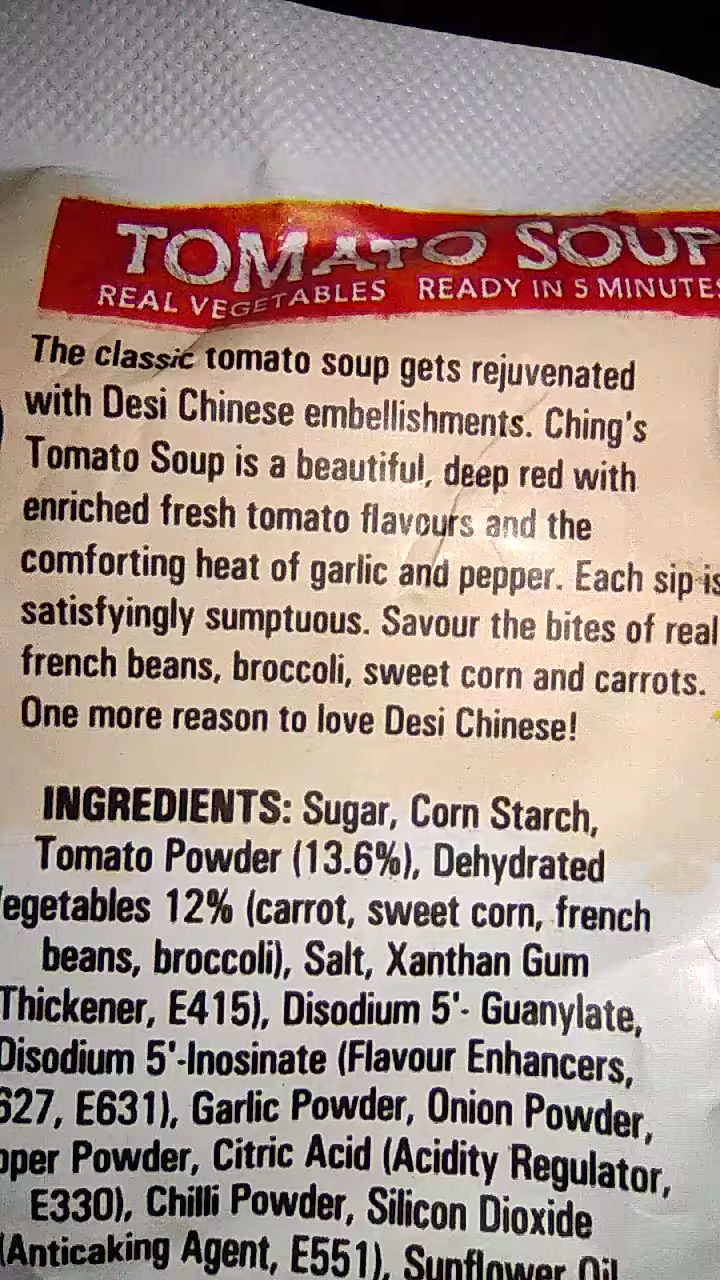 TOMATO SOUP
REAL VEGETABLES READY IN 5 MINUTES
The classic tomato soup gets rejuvenated
with Desi Chinese embellishments. Ching's
Tomato Soup is a beautiful, deep red with
enriched fresh tomato flavours and the
comforting heat of garlic and pepper. Each sip is
satisfyingly sumptuous. Savour the bites of real
french beans, broccoli, sweet corn and carrots.
One more reason to love Desi Chinese!
INGREDIENTS: Sugar, Corn Starch,
Tomato Powder (13.6%), Dehydrated
egetables 12% (carrot, sweet corn, french
beans, broccoli), Salt, Xanthan Gum
Thickener, E415), Disodium 5'- Guanylate,
Disodium 5'-Inosinate (Flavour Enhancers,
627, E631), Garlic Powder, Onion Powder,
pper Powder, Citric Acid (Acidity Regulator,
E330), Chilli Powder, Silicon Dioxide
(Anticaking Agent, E551), Sunflower Oil